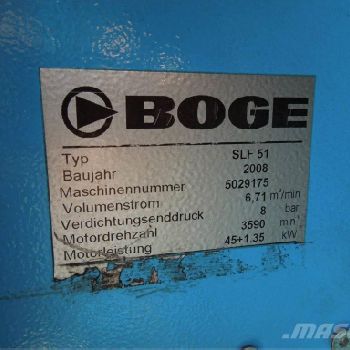 BOGE
Typ SLF 51
Baujahr 2008
Maschinennummer 5029175
Volumenstrom 6,71 m³/min
Verdichtungsenddruck 8 bar
Motordrehzahl 3590 min⁻¹
Motorleistung 45+1.35 kW
MASCUS